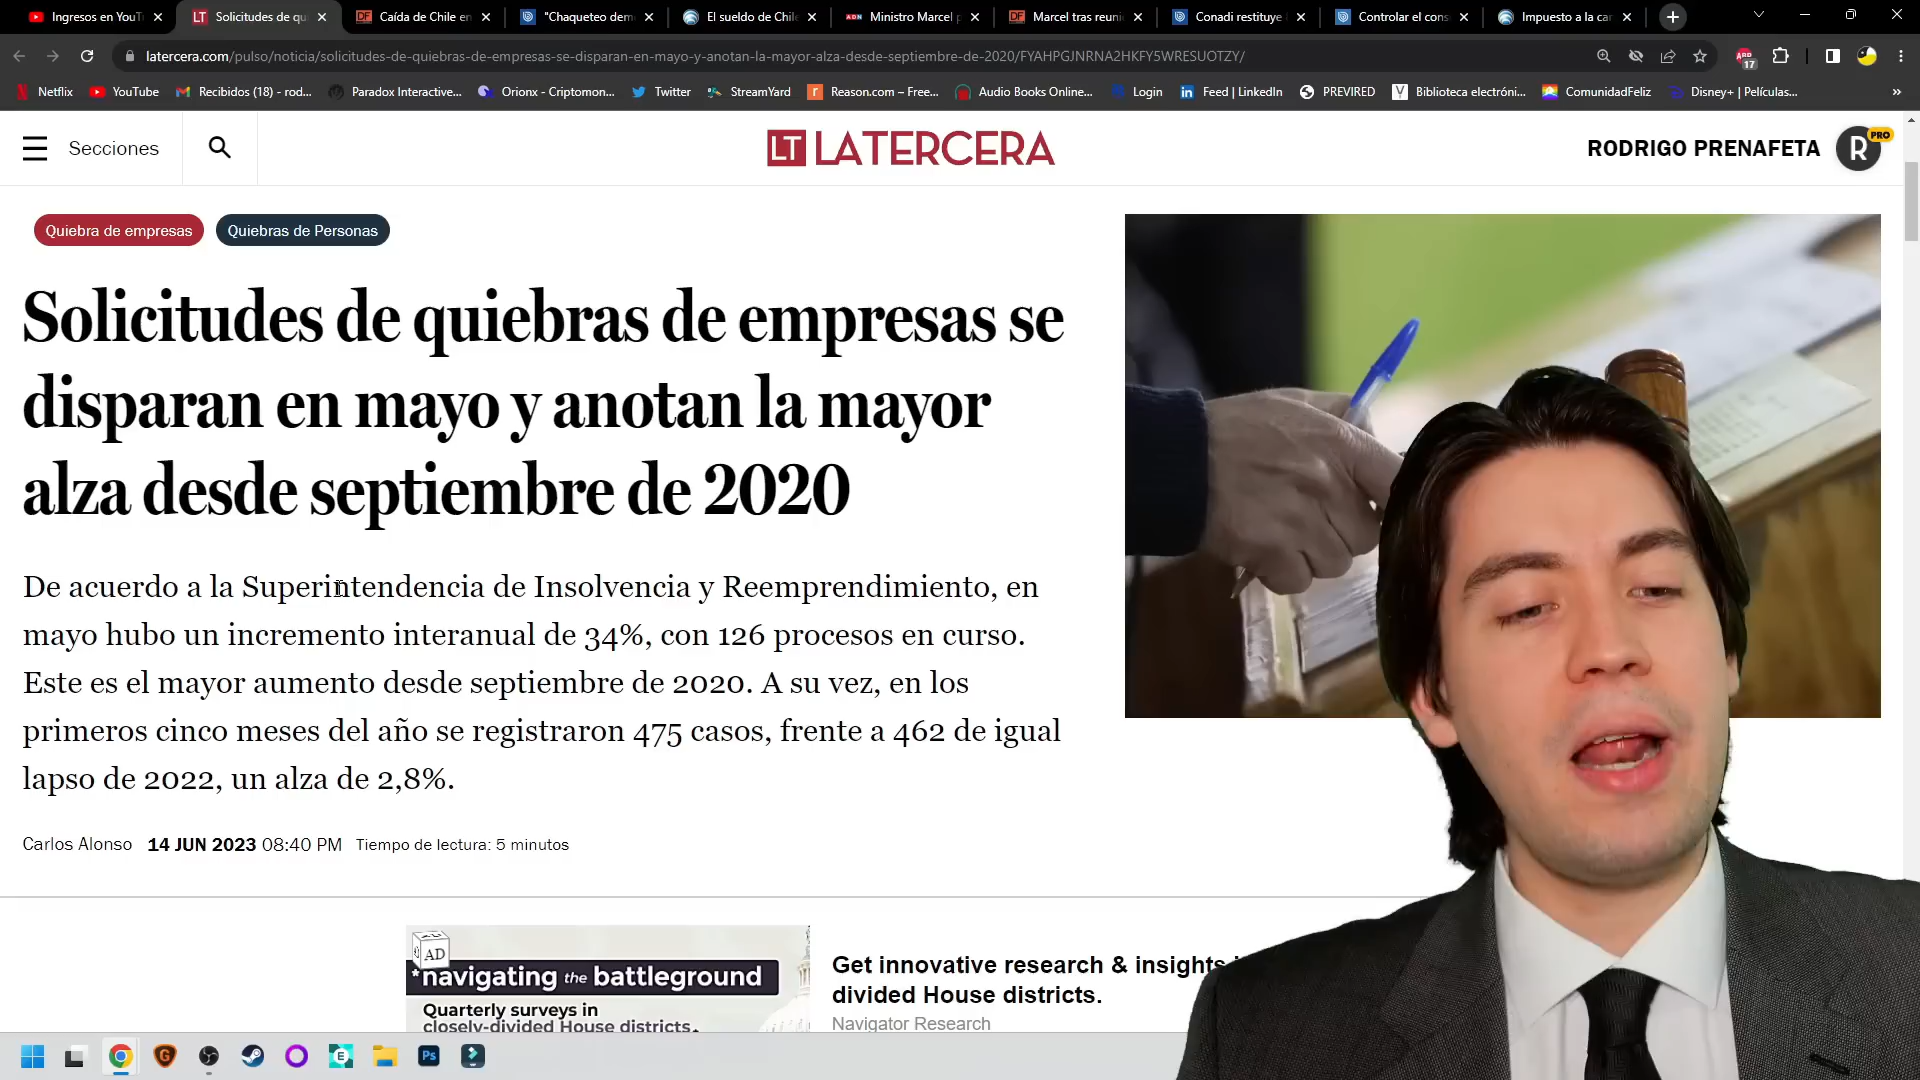 Ingresos en YouT
Solicitudes de qu
Caída de Chile en
"Chaqueteo dem
El sueldo de Chile
Ministro Marcel p
Marcel tras reuni
Conadi restituye
Controlar el cons
Impuesto a la car
latercera.com/pulso/noticia/solicitudes-de-quiebras-de-empresas-se-disparan-en-mayo-y-anotan-la-mayor-alza-desde-septiembre-de-2020/FYAHPGJNRNA2HKFY5WRESUOTZY/
17
Netflix
YouTube
Recibidos (18) - rod...
Paradox Interactive...
Orionx - Criptomon...
Twitter
StreamYard
Reason.com – Free...
Audio Books Online...
Login
Feed | LinkedIn
PREVIRED
Biblioteca electróni...
ComunidadFeliz
Disney+ | Películas...
»
Secciones
LT LATERCERA
RODRIGO PRENAFETA
R PRO
Quiebra de empresas
Quiebras de Personas
Solicitudes de quiebras de empresas se
disparan en mayo y anotan la mayor
alza desde septiembre de 2020
De acuerdo a la Superintendencia de Insolvencia y Reemprendimiento, en
mayo hubo un incremento interanual de 34%, con 126 procesos en curso.
Este es el mayor aumento desde septiembre de 2020. A su vez, en los
primeros cinco meses del año se registraron 475 casos, frente a 462 de igual
lapso de 2022, un alza de 2,8%.
Carlos Alonso 14 JUN 2023 08:40 PM Tiempo de lectura: 5 minutos
AD
*navigating the battleground
Quarterly surveys in
closely-divided House districts.
Get innovative research & insights
divided House districts.
Navigator Research